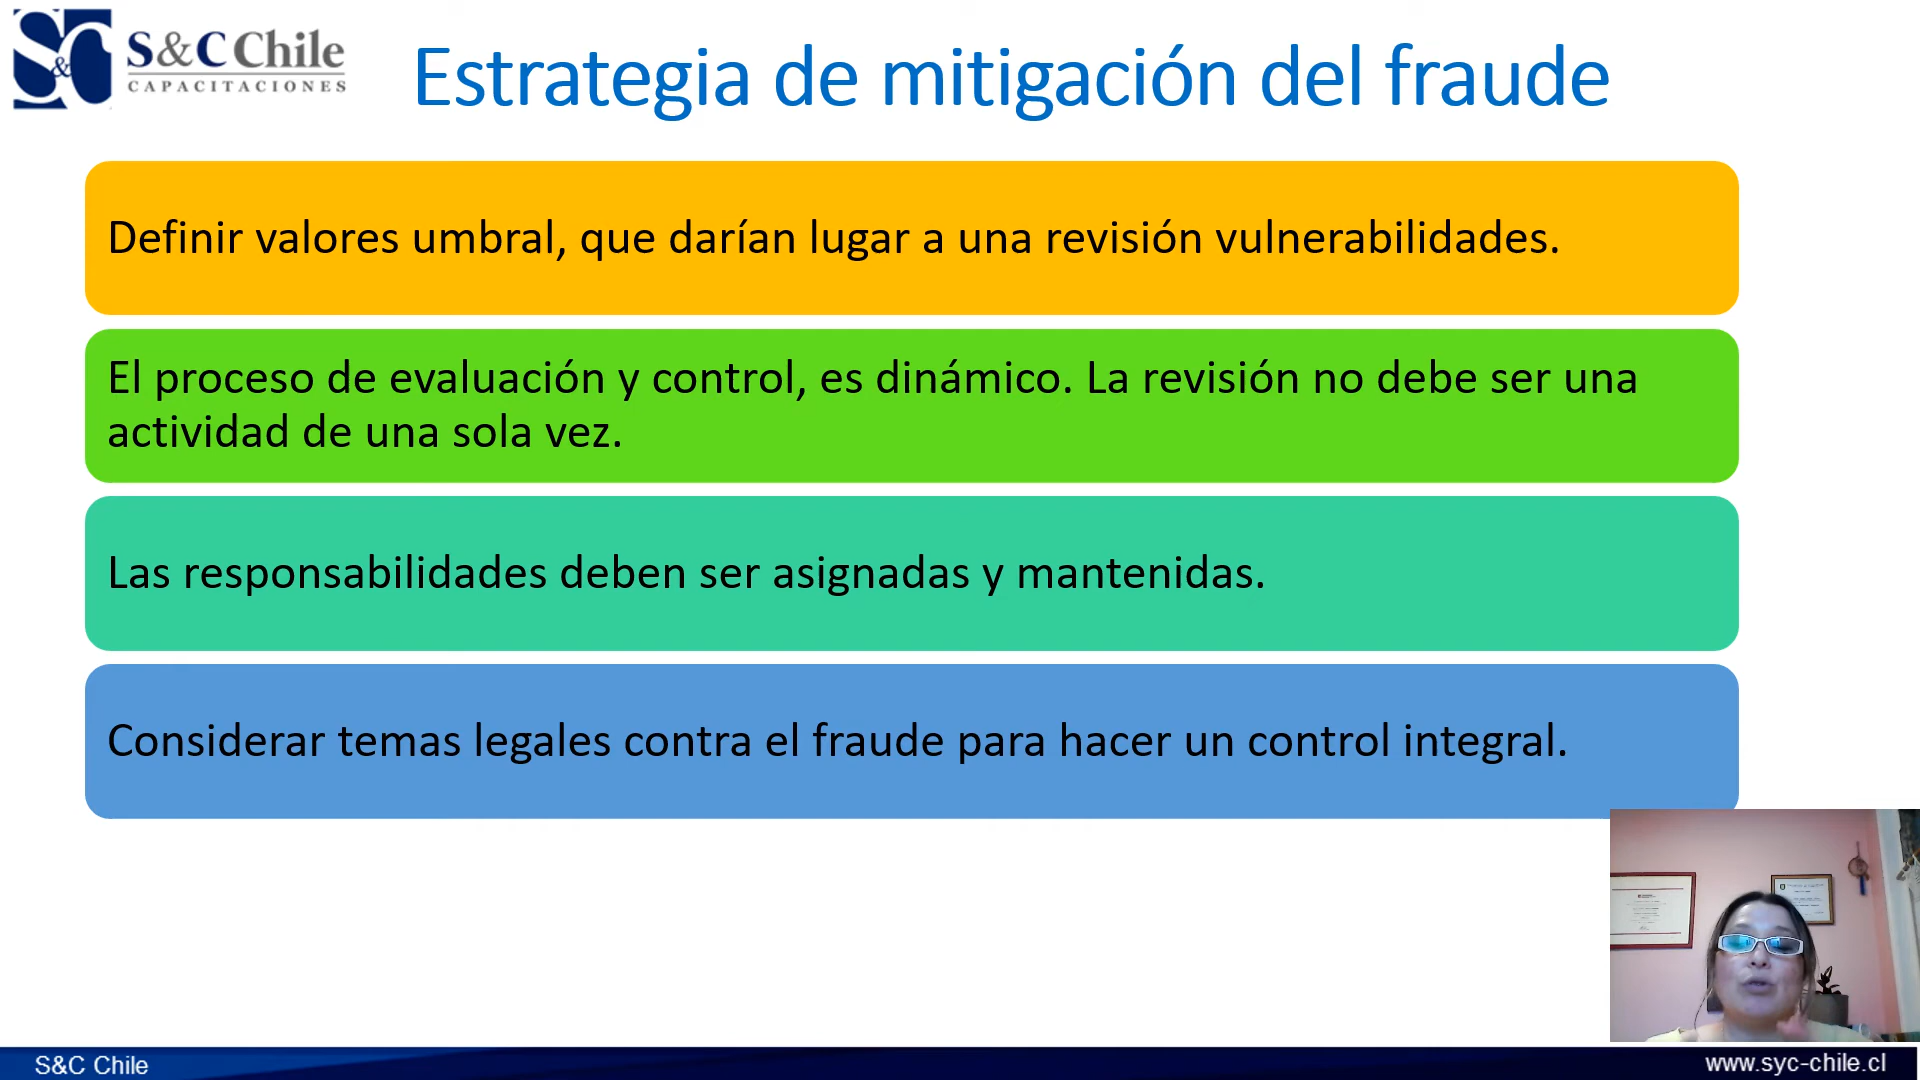 S&C Chile
CAPACITACIONES
Estrategia de mitigación del fraude
Definir valores umbral, que darían lugar a una revisión vulnerabilidades.
El proceso de evaluación y control, es dinámico. La revisión no debe ser una
actividad de una sola vez.
Las responsabilidades deben ser asignadas y mantenidas.
Considerar temas legales contra el fraude para hacer un control integral.
S&C Chile
www.syc-chile.cl